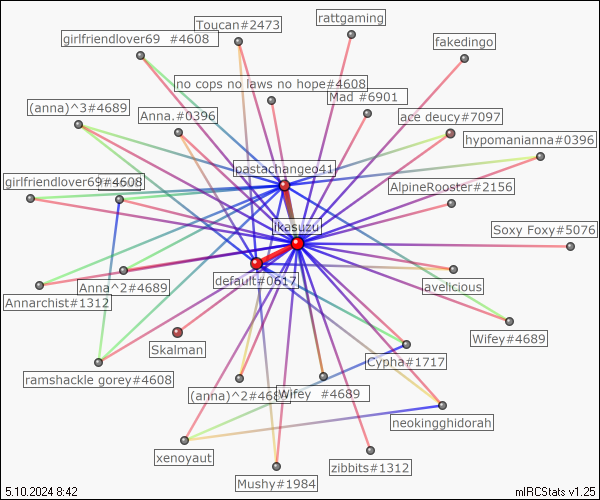 rattgaming
Toucan#2473
girlfriendlover69  #4608
fakedingo
no cops no laws no hope#4608
Mad #6901
(anna)^3#4689
Anna.#0396
ace deucy#7097
hypomanianna#0396
pastachangeo41
girlfriendlover69#4608
AlpineRooster#2156
ikasuzu
Soxy Foxy#5076
default#0617
Anna^2#4689
avelicious
Annarchist#1312
Wifey#4689
Skalman
Cypha#1717
ramshackle gorey#4608
(anna)^2#468
Wifey  #4689
neokingghidorah
xenoyaut
zibbits#1312
Mushy#1984
5.10.2024 8:42
mIRCStats v1.25